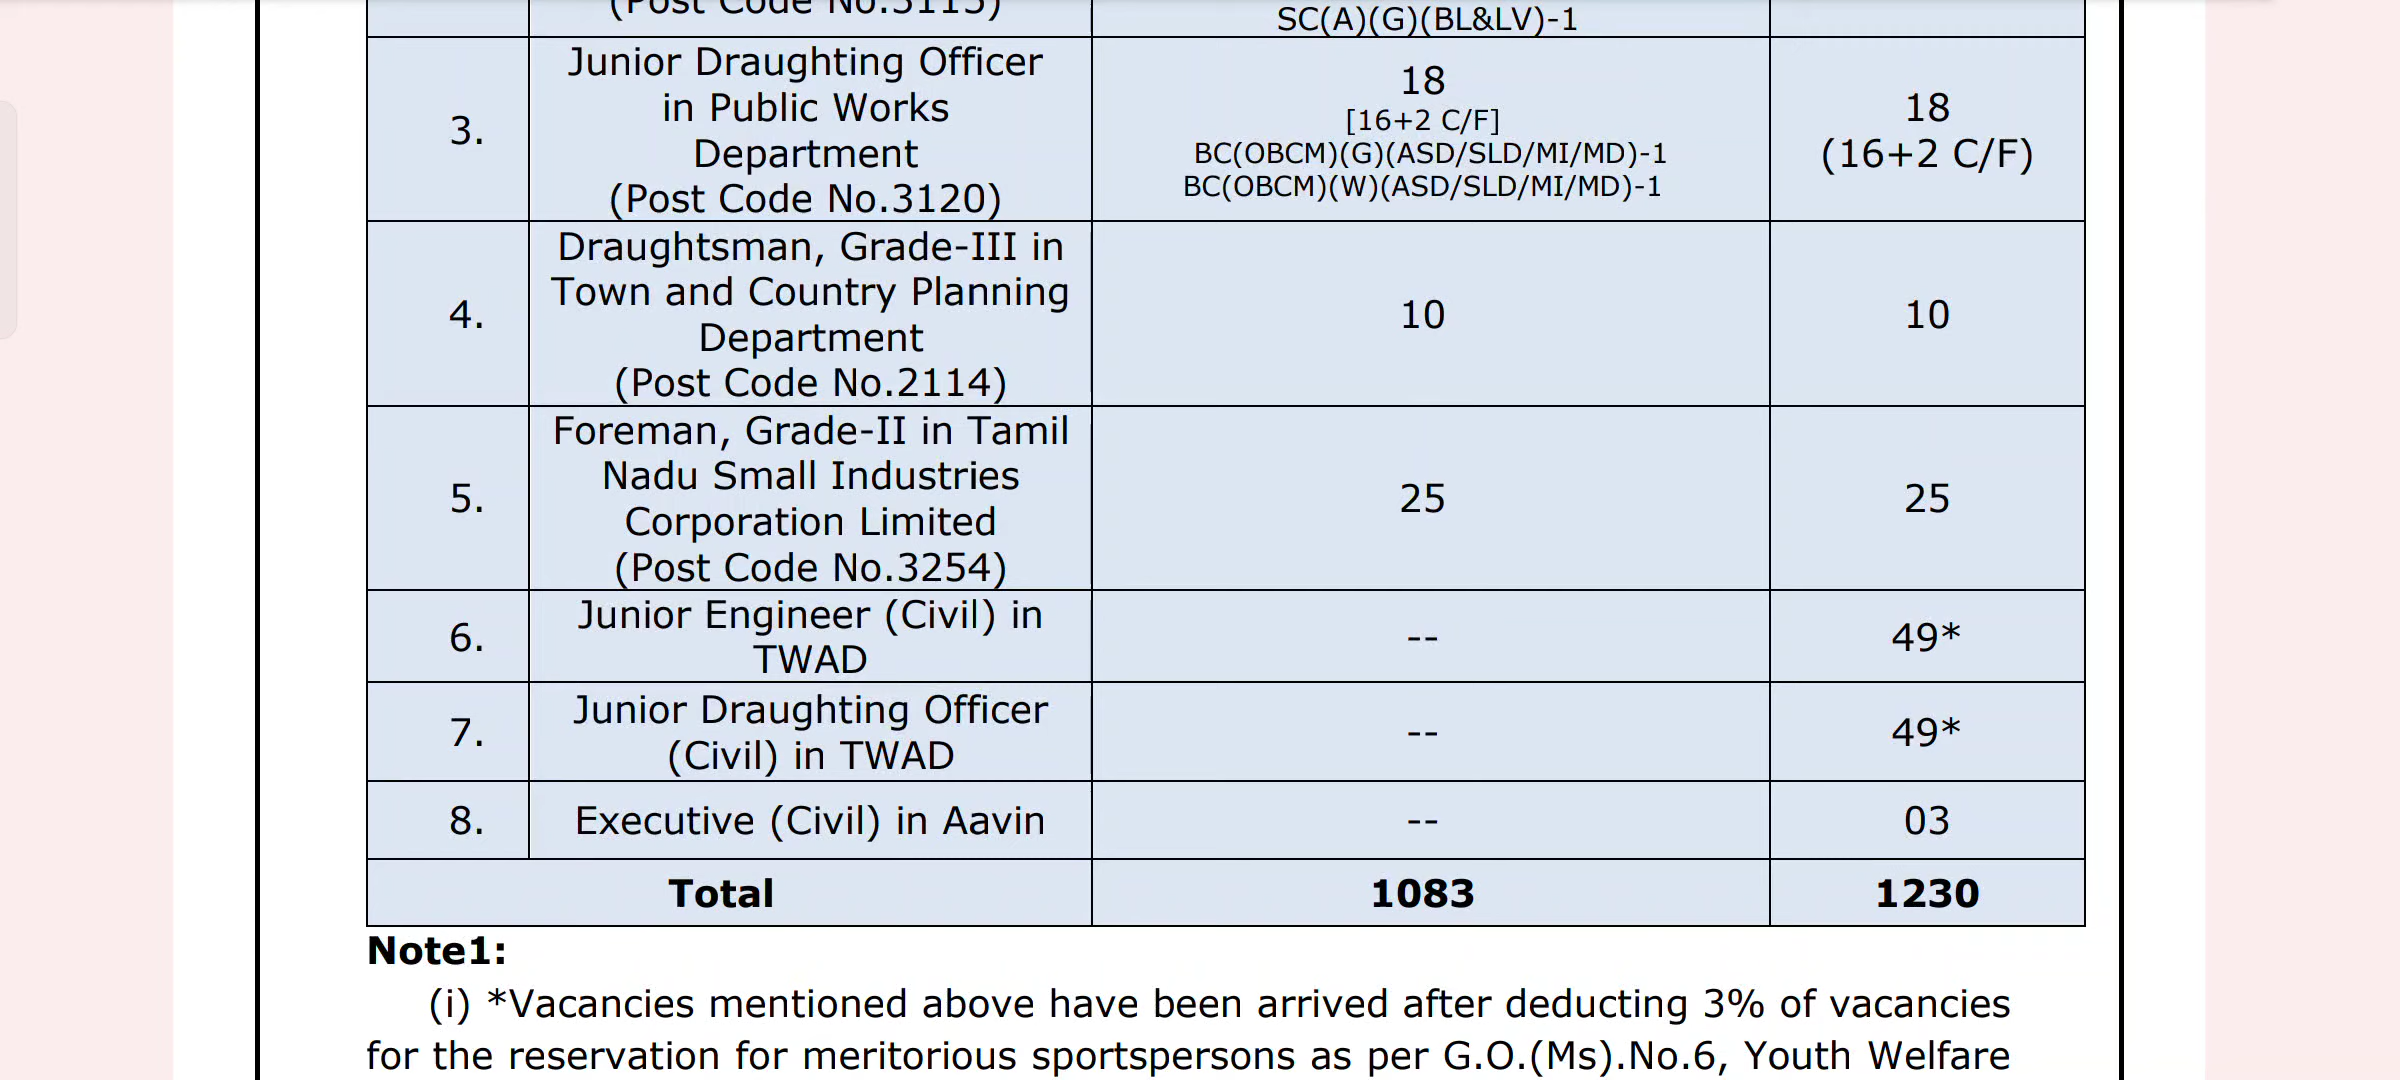 (Post Code No.3115)
SC(A)(G)(BL&LV)-1
3.
Junior Draughting Officer
in Public Works
Department
(Post Code No.3120)
18
[16+2 C/F]
BC(OBCM)(G)(ASD/SLD/MI/MD)-1
BC(OBCM)(W)(ASD/SLD/MI/MD)-1
18
(16+2 C/F)
4.
Draughtsman, Grade-III in
Town and Country Planning
Department
(Post Code No.2114)
10
10
5.
Foreman, Grade-II in Tamil
Nadu Small Industries
Corporation Limited
(Post Code No.3254)
25
25
6.
Junior Engineer (Civil) in
TWAD
--
49*
7.
Junior Draughting Officer
(Civil) in TWAD
--
49*
8.
Executive (Civil) in Aavin
--
03
Total
1083
1230
Note1:
(i) *Vacancies mentioned above have been arrived after deducting 3% of vacancies
for the reservation for meritorious sportspersons as per G.O.(Ms).No.6, Youth Welfare